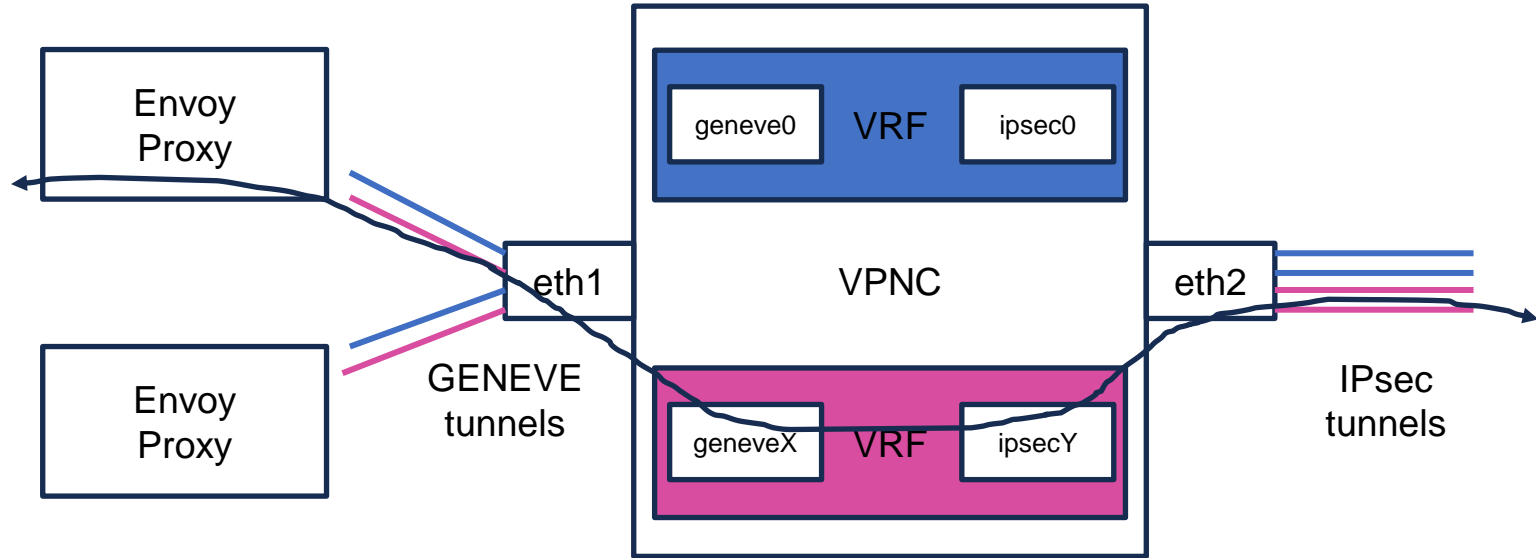 Envoy
Proxy
geneve0
VRF
ipsec0
eth1
VPNC
eth2
Envoy
Proxy
GENEVE
tunnels
geneveX
VRF
ipsecY
IPsec
tunnels